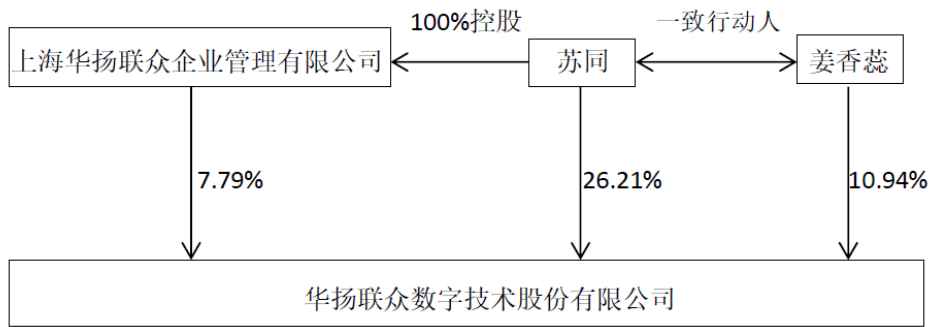 100%控股
一致行动人
上海华扬联众企业管理有限公司
苏同
姜香蕊
7.79%
26.21%
10.94%
华扬联众数字技术股份有限公司